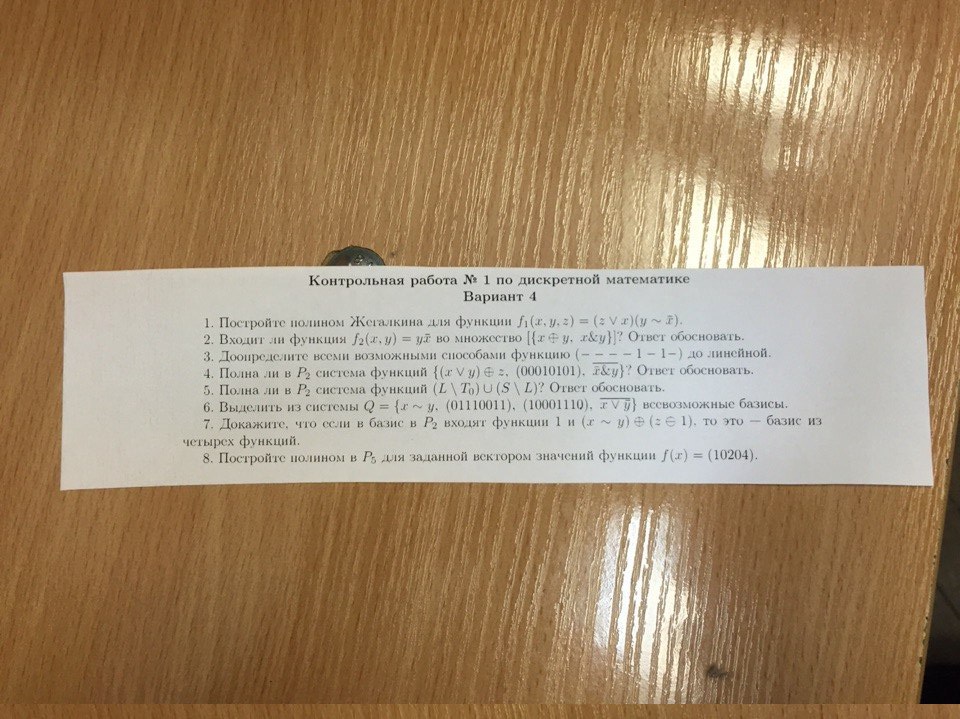 Контрольная работа № 1 по дискретной математике
Вариант 4
1. Постройте полином Жегалкина для функции f₁(x, y, z) = (z ∨ x)(y ∼ x̄).
2. Входит ли функция f₂(x, y) = yx̄ во множество [{x ⊕ y, x&y}]? Ответ обосновать.
3. Доопределите всеми возможными способами функцию (− − − − 1 − 1−) до линейной.
4. Полна ли в P₂ система функций {(x ∨ y) ⊕ z, (00010101), \overline{x̄&y}}? Ответ обосновать.
5. Полна ли в P₂ система функций (L \ T₀) ∪ (S \ L)? Ответ обосновать.
6. Выделить из системы Q = {x ∼ y, (01110011), (10001110), \overline{x ∨ ȳ}} всевозможные базисы.
7. Докажите, что если в базис в P₂ входят функции 1 и (x ∼ y) ⊕ (z ⊕ 1), то это — базис из
четырех функций.
8. Постройте полином в P₅ для заданной вектором значений функции f(x) = (10204).